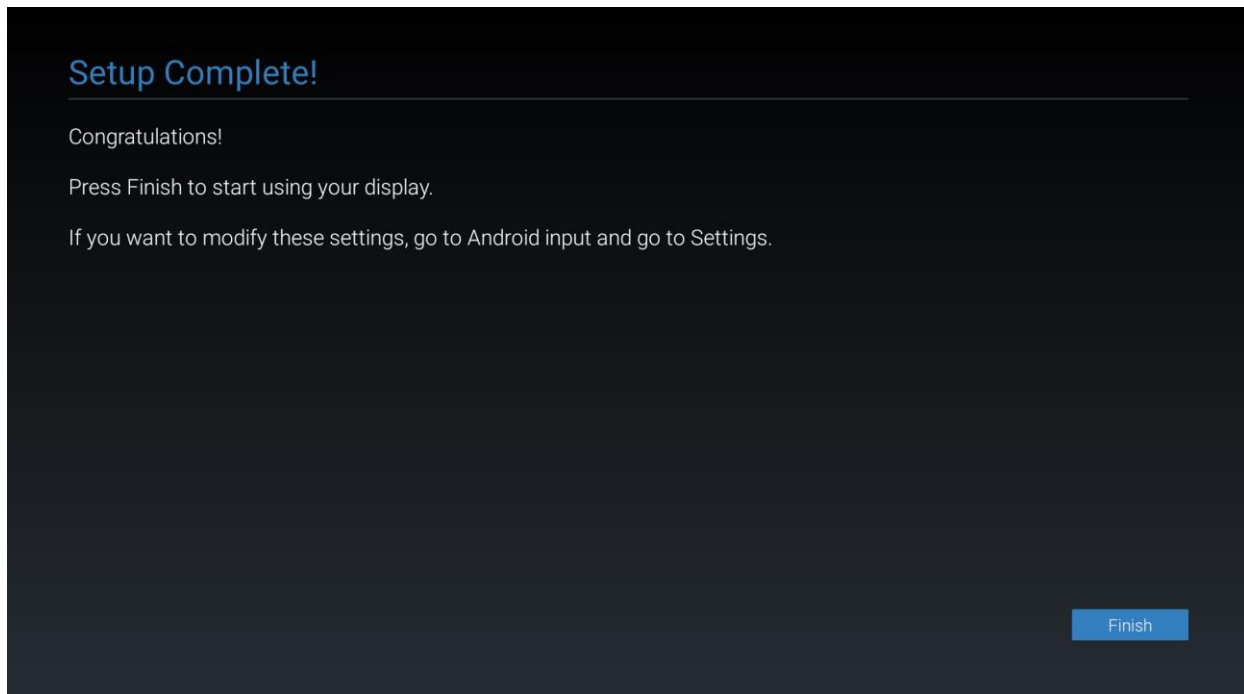 Setup Complete!
Congratulations!
Press Finish to start using your display.
If you want to modify these settings, go to Android input and go to Settings.
Finish